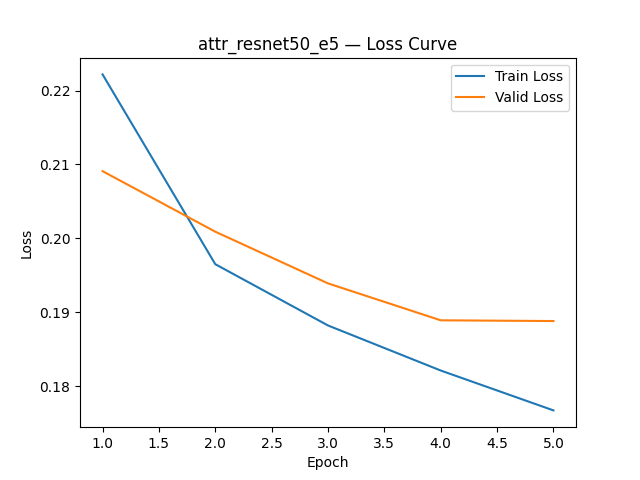 attr_resnet50_e5 — Loss Curve
Train Loss
Valid Loss
0.22
0.21
0.20
0.19
0.18
Loss
1.0 1.5 2.0 2.5 3.0 3.5 4.0 4.5 5.0
Epoch